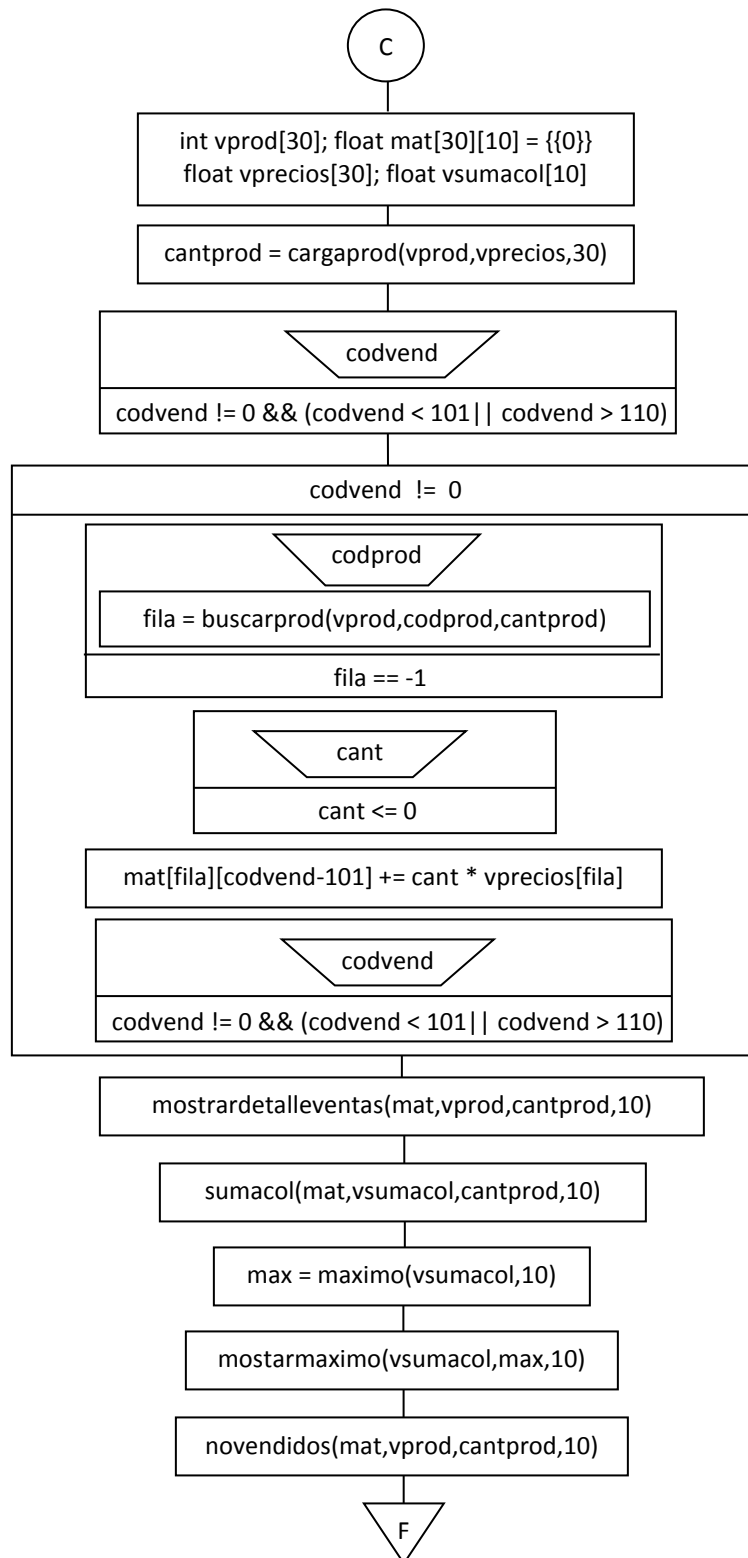 C
int vprod[30]; float mat[30][10] = {{0}}
float vprecios[30]; float vsumacol[10]
cantprod = cargaprod(vprod,vprecios,30)
codvend
codvend != 0 && (codvend < 101|| codvend > 110)
codvend != 0
codprod
fila = buscarprod(vprod,codprod,cantprod)
fila == -1
cant
cant <= 0
mat[fila][codvend-101] += cant * vprecios[fila]
codvend
codvend != 0 && (codvend < 101|| codvend > 110)
mostrardetalleventas(mat,vprod,cantprod,10)
sumacol(mat,vsumacol,cantprod,10)
max = maximo(vsumacol,10)
mostarmaximo(vsumacol,max,10)
novendidos(mat,vprod,cantprod,10)
F